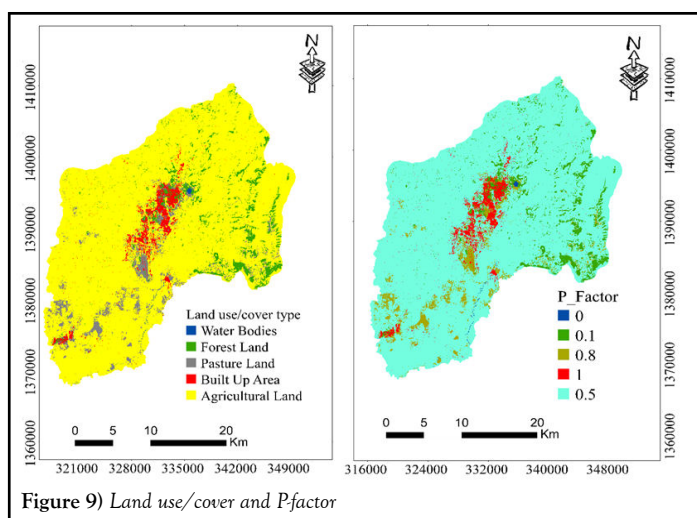 N
1410000
1400000
1390000
1380000
1370000
1360000
Land use/cover type
Water Bodies
Forest Land
Pasture Land
Built Up Area
Agricultural Land
0 5 10 20
Km
321000 328000 335000 342000 349000
N
1410000
1400000
1390000
1380000
1370000
1360000
P_Factor
0
0.1
0.8
1
0.5
0 5 10 20
Km
316000 324000 332000 340000 348000
Figure 9) Land use/cover and P-factor